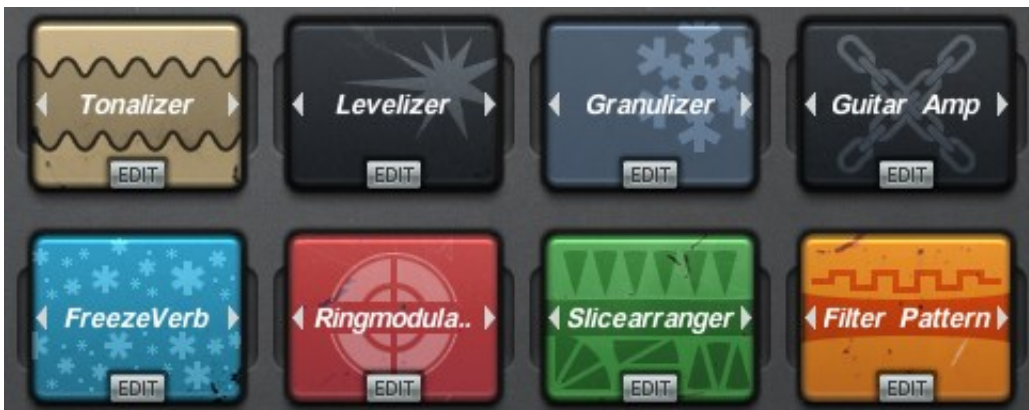 Tonalizer
EDIT
Levelizer
EDIT
Granulizer
EDIT
Guitar Amp
EDIT
FreezeVerb
EDIT
Ringmodula..
EDIT
Slicearranger
EDIT
Filter Pattern
EDIT